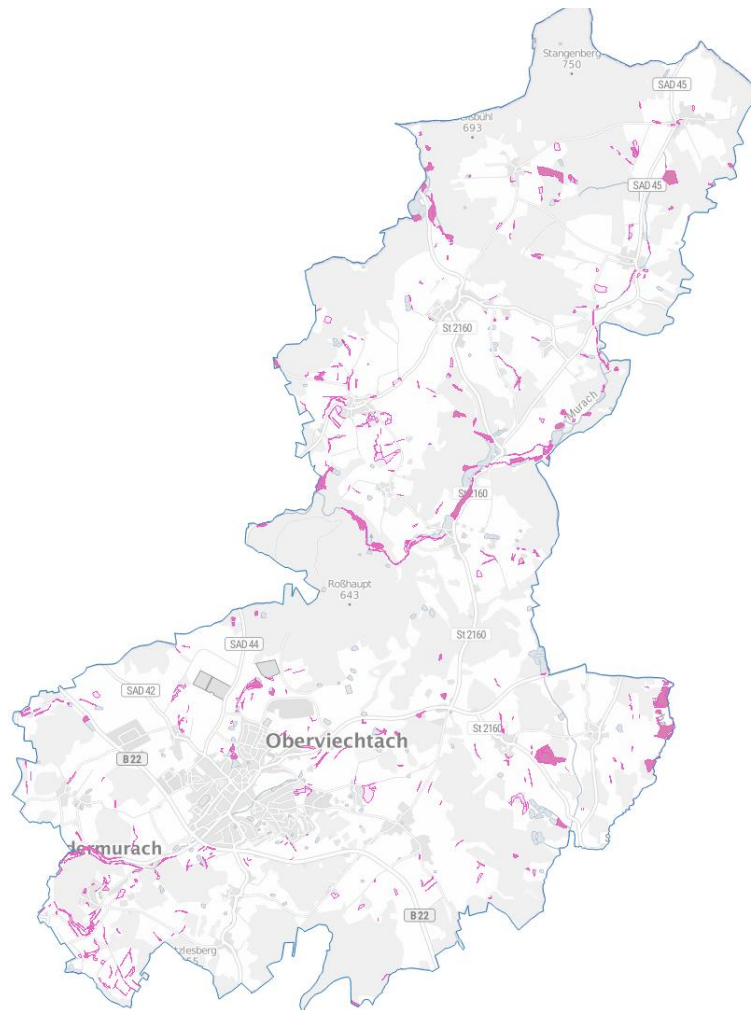 Stangenberg
750
SAD 45
693
SAD 45
St 2160
Murach
St 2160
Roßhaupt
643
St 2160
SAD 44
SAD 42
St 2160
Oberviechtach
B 22
dermurach
B 22
tzlesberg